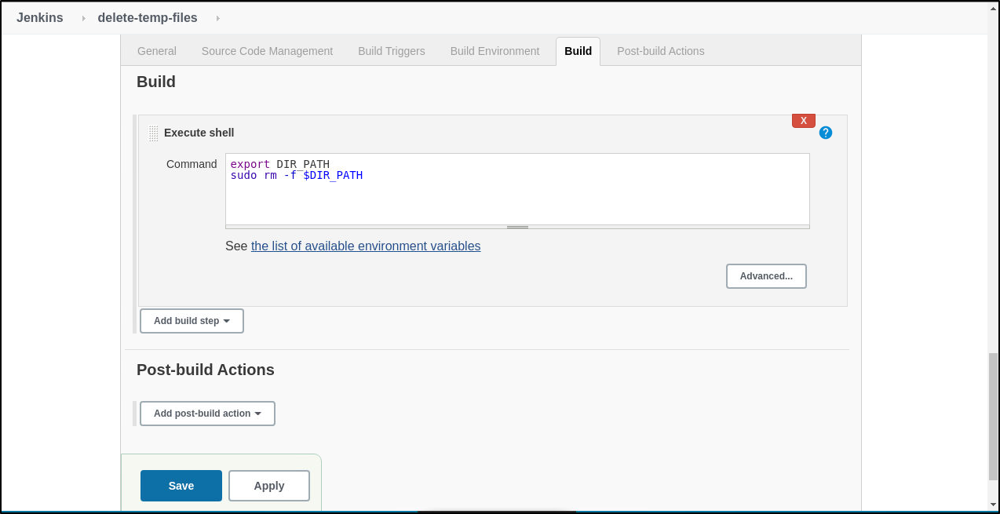 Jenkins delete-temp-files
General Source Code Management Build Triggers Build Environment Build Post-build Actions
Build
X
Execute shell ?
Command
export DIR_PATH
sudo rm -f $DIR_PATH
See the list of available environment variables
Advanced...
Add build step
Post-build Actions
Add post-build action
Save Apply